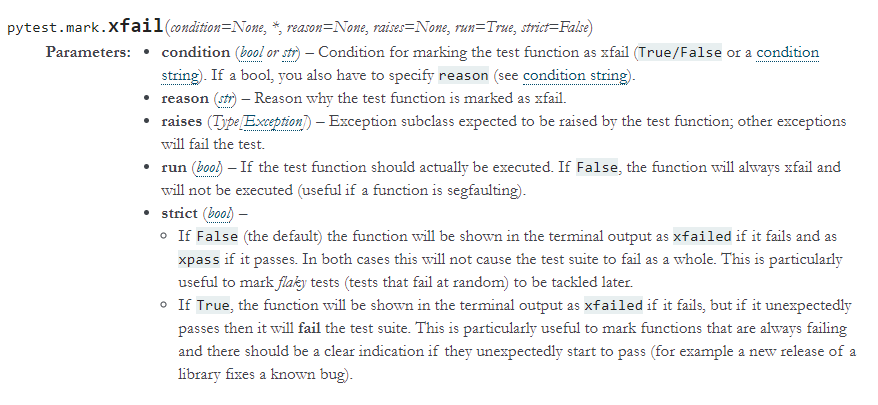 pytest.mark.xfail(condition=None, *, reason=None, raises=None, run=True, strict=False)
Parameters: • condition (bool or str) – Condition for marking the test function as xfail (True/False or a condition
string). If a bool, you also have to specify reason (see condition string).
• reason (str) – Reason why the test function is marked as xfail.
• raises (Type[Exception]) – Exception subclass expected to be raised by the test function; other exceptions
will fail the test.
• run (bool) – If the test function should actually be executed. If False, the function will always xfail and
will not be executed (useful if a function is segfaulting).
• strict (bool) –
○ If False (the default) the function will be shown in the terminal output as xfailed if it fails and as
xpass if it passes. In both cases this will not cause the test suite to fail as a whole. This is particularly
useful to mark flaky tests (tests that fail at random) to be tackled later.
○ If True, the function will be shown in the terminal output as xfailed if it fails, but if it unexpectedly
passes then it will fail the test suite. This is particularly useful to mark functions that are always failing
and there should be a clear indication if they unexpectedly start to pass (for example a new release of a
library fixes a known bug).